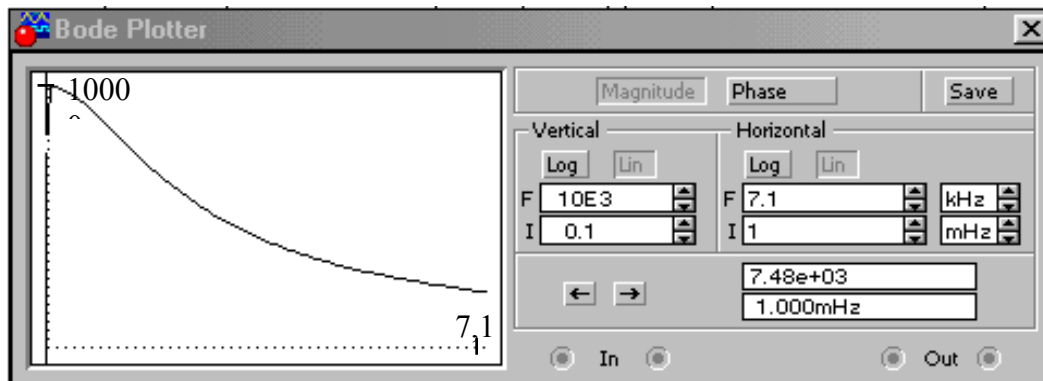 Bode Plotter
1000
7,1
Magnitude Phase Save
Vertical Horizontal
Log Lin Log Lin
F 10E3 F 7.1 kHz
I 0.1 I 1 mHz
7.48e+03
1.000mHz
In Out